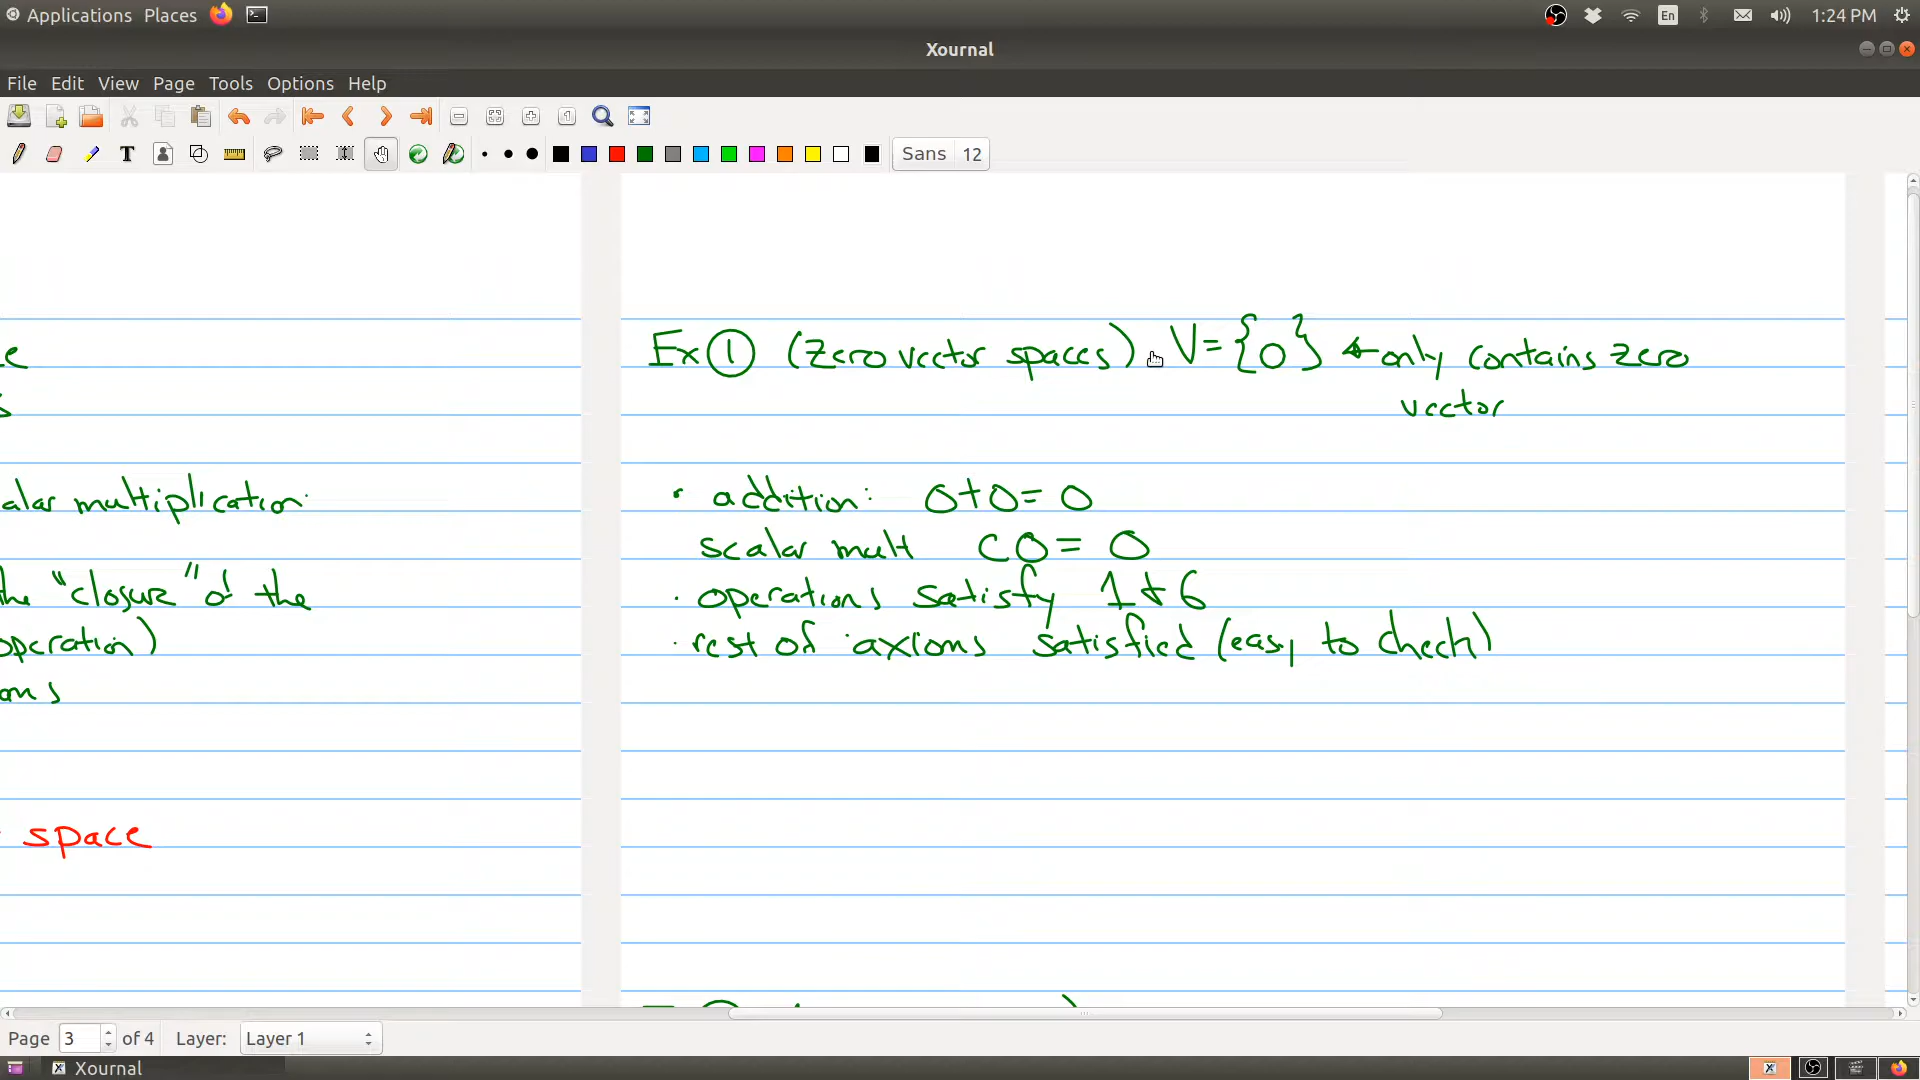 Applications Places 1:24 PM
En
Xournal
File Edit View Page Tools Options Help
Sans 12
alar multiplication
the "closure" of the
operation)
oms
space
Ex ① (zero vector spaces). V = {0} ← only contains zero
vector
• addition: 0+0=0
scalar mult c0=0
• operations satisfy 1 & 6
• rest of axioms satisfied (easy to check)
Page 3 of 4 Layer: Layer 1
Xournal